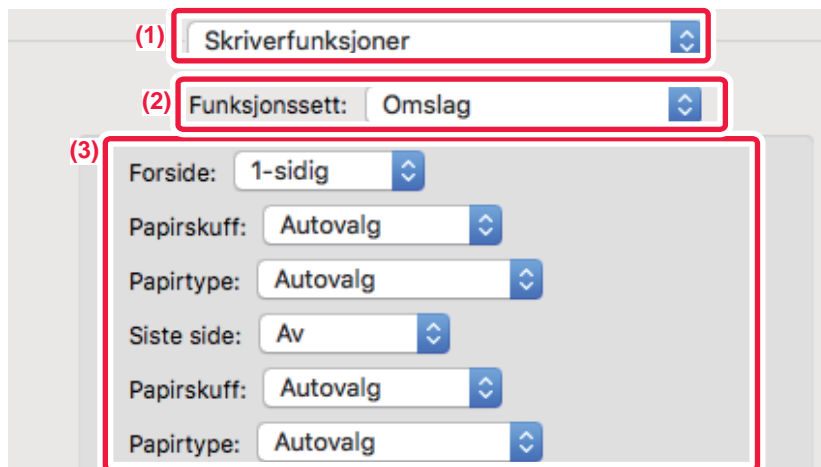 (1) Skriverfunksjoner
(2) Funksjonssett: Omslag
(3)
Forside: 1-sidig
Papirskuff: Autovalg
Papirtype: Autovalg
Siste side: Av
Papirskuff: Autovalg
Papirtype: Autovalg